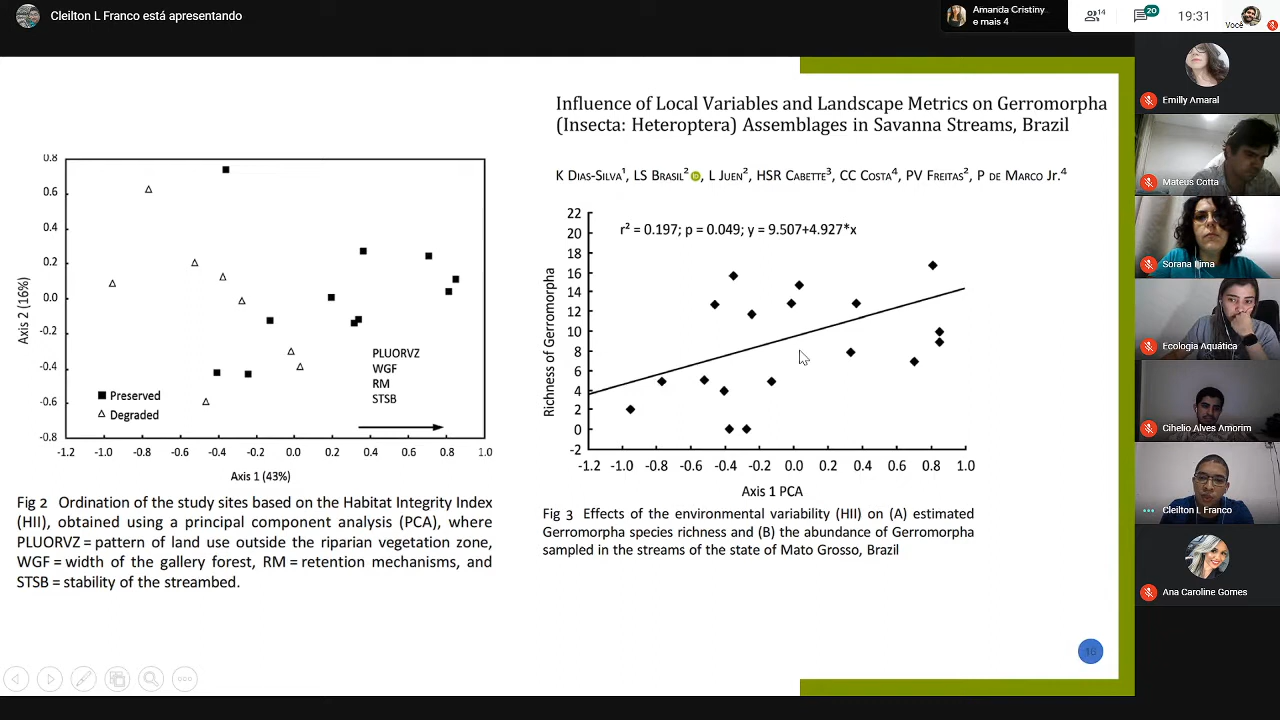 Cleilton L Franco está apresentando
Amanda Cristiny...
e mais 4
14
20
19:31
Você
Influence of Local Variables and Landscape Metrics on Gerromorpha
(Insecta: Heteroptera) Assemblages in Savanna Streams, Brazil
K Dias-Silva¹, LS Brasil², L Juen², HSR Cabette³, CC Costa⁴, PV Freitas², P de Marco Jr.⁴
0.8
0.6
0.4
0.2
0.0
-0.2
-0.4
-0.6
-0.8
Axis 2 (16%)
PLUORVZ
WGF
RM
STSB
Preserved
Degraded
-1.2 -1.0 -0.8 -0.6 -0.4 -0.2 0.0 0.2 0.4 0.6 0.8 1.0
Axis 1 (43%)
Fig 2 Ordination of the study sites based on the Habitat Integrity Index
(HII), obtained using a principal component analysis (PCA), where
PLUORVZ = pattern of land use outside the riparian vegetation zone,
WGF = width of the gallery forest, RM = retention mechanisms, and
STSB = stability of the streambed.
r² = 0.197; p = 0.049; y = 9.507+4.927*x
22
20
18
16
14
12
10
8
6
4
2
0
-2
Richness of Gerromorpha
-1.2 -1.0 -0.8 -0.6 -0.4 -0.2 0.0 0.2 0.4 0.6 0.8 1.0
Axis 1 PCA
Fig 3 Effects of the environmental variability (HII) on (A) estimated
Gerromorpha species richness and (B) the abundance of Gerromorpha
sampled in the streams of the state of Mato Grosso, Brazil
16
Emilly Amaral
Mateus Cotta
Sorana Lima
Ecologia Aquática
Cihelio Alves Amorim
Cleilton L Franco
Ana Caroline Gomes